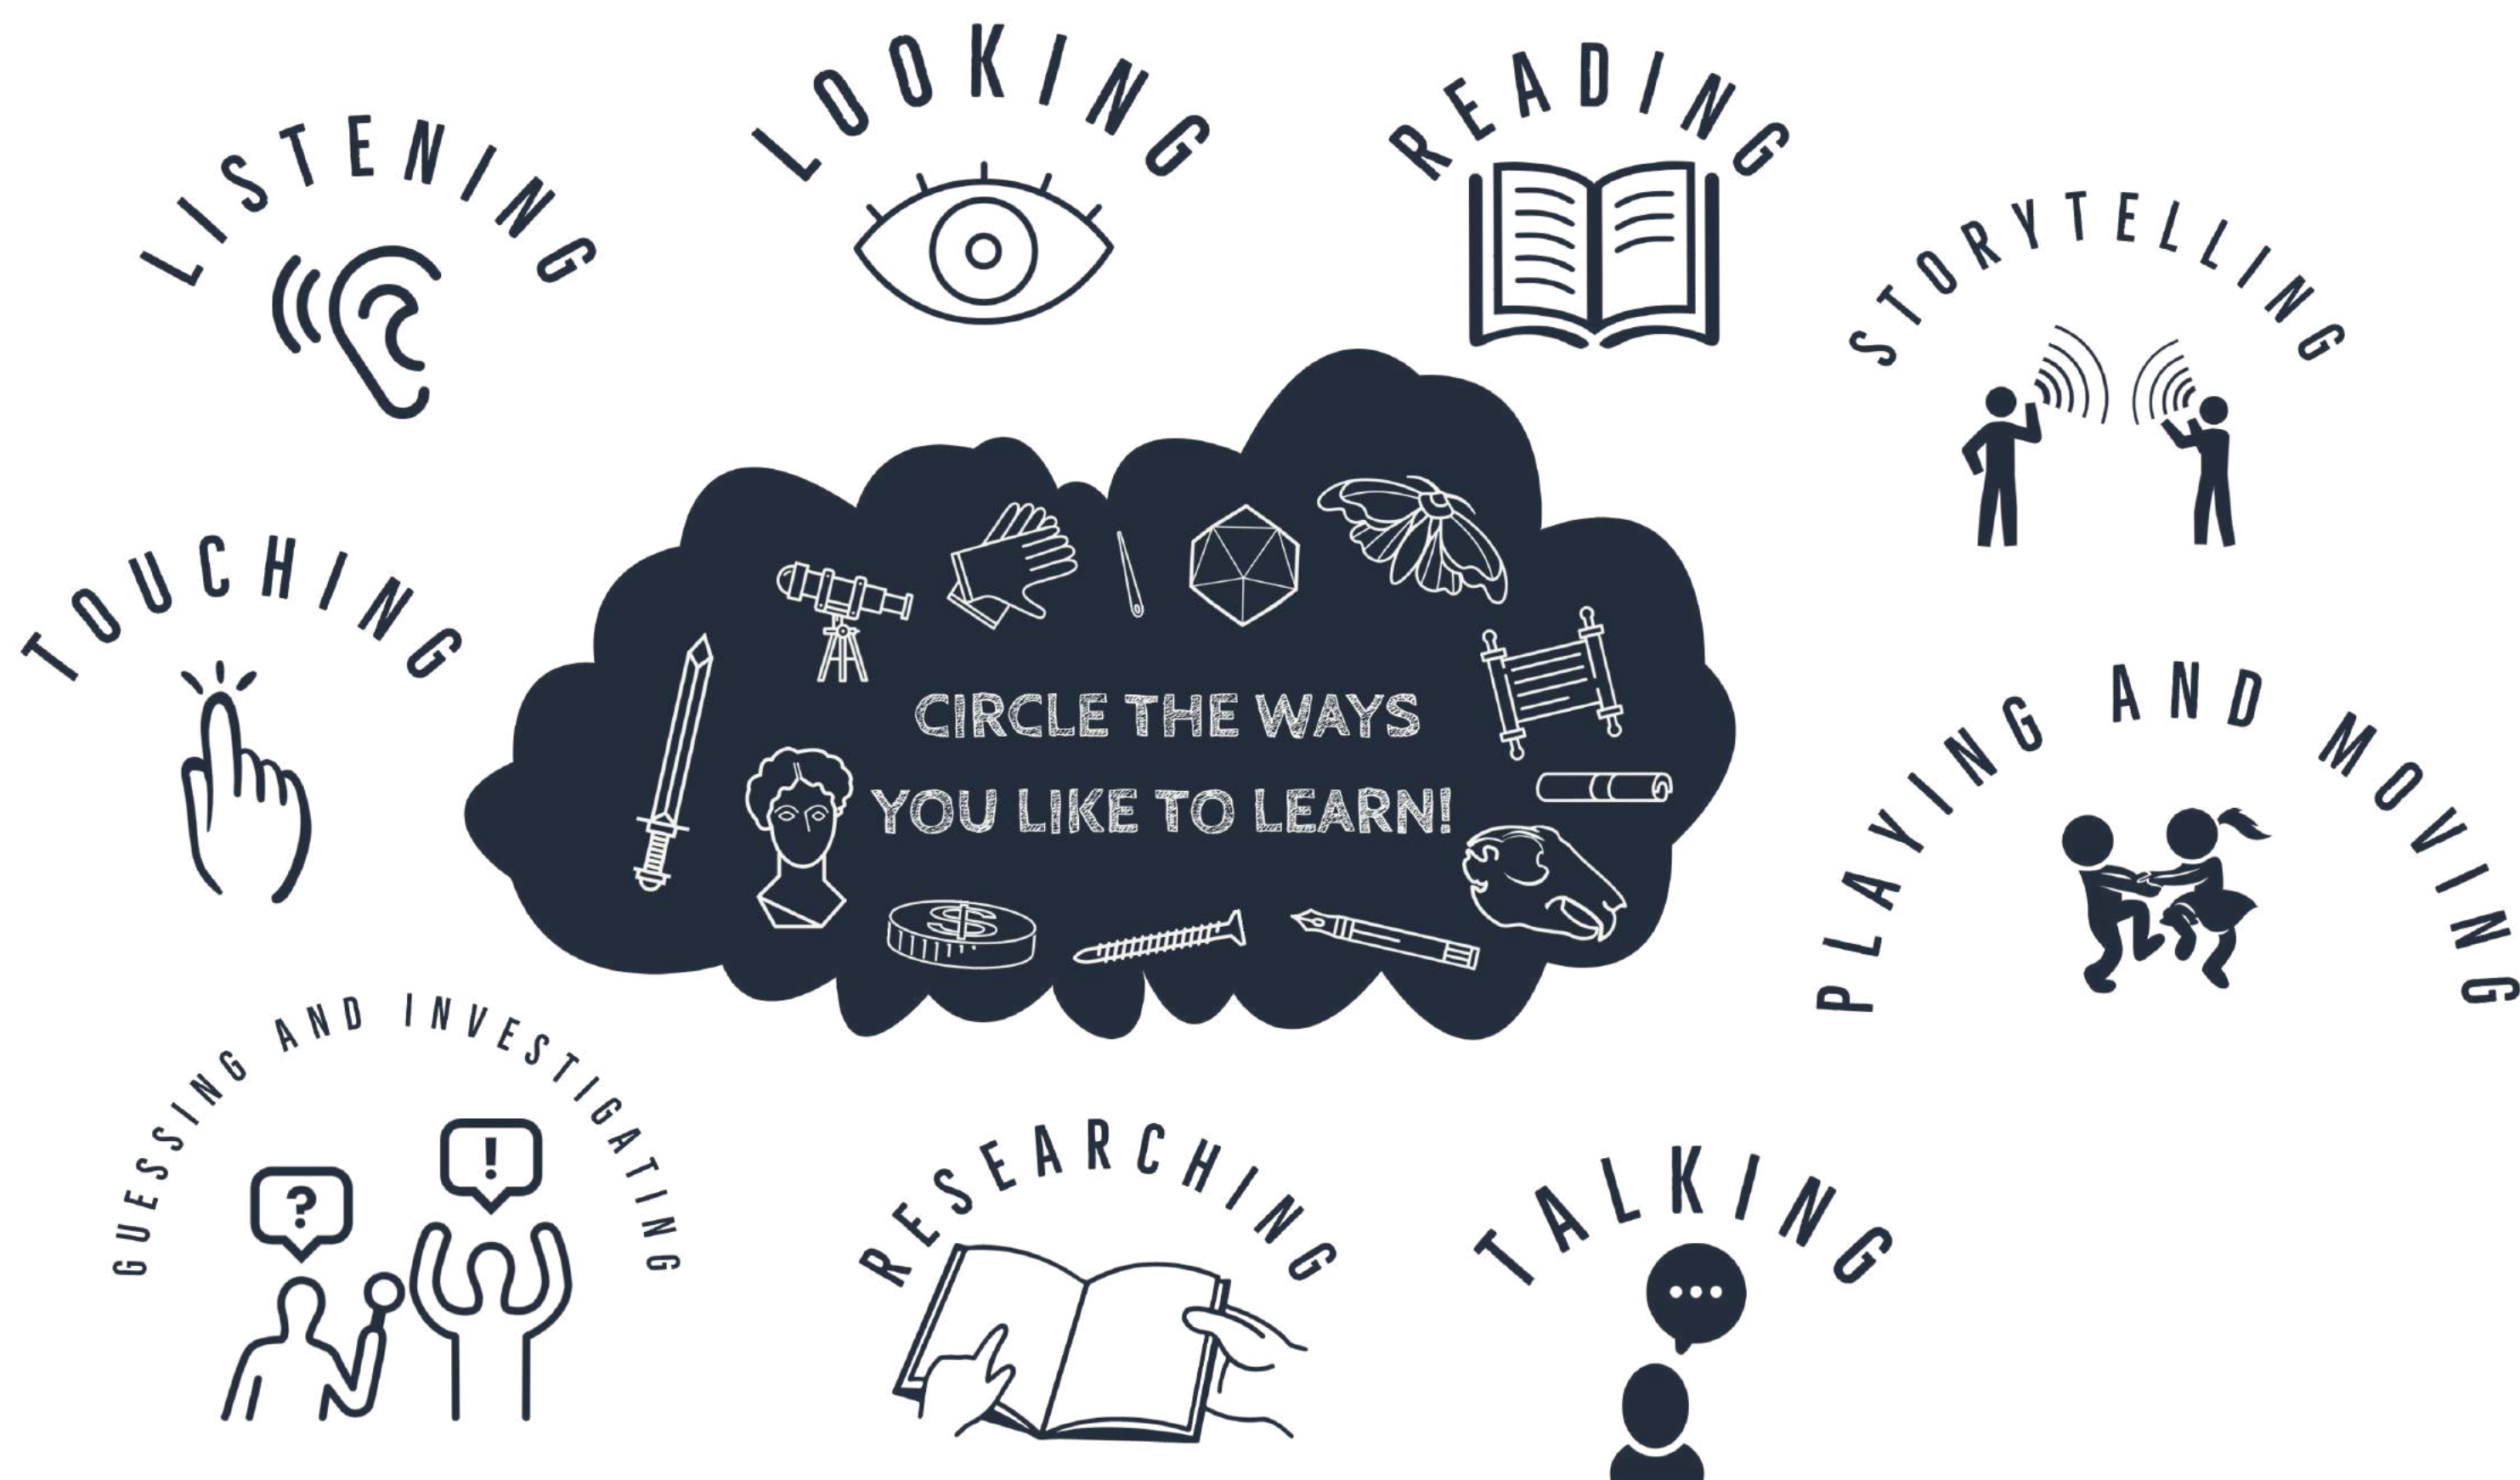 LISTENING
LOOKING
READING
STORYTELLING
TOUCHING
CIRCLE THE WAYS
YOU LIKE TO LEARN!
PLAYING AND MOVING
GUESSING AND INVESTIGATING
?
!
RESEARCHING
TALKING
$